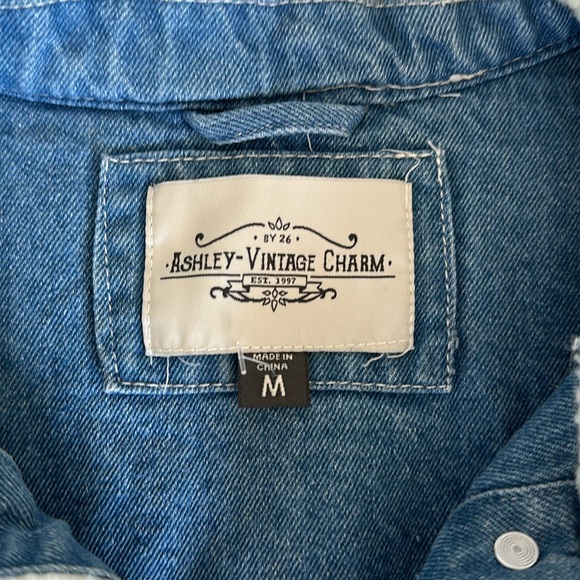 • BY 26 •
•ASHLEY-VINTAGE CHARM•
EST. 1997
MADE IN
CHINA
M